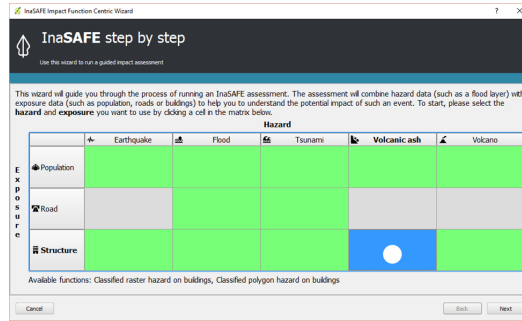 InaSAFE Impact Function Centric Wizard
InaSAFE step by step
Use this wizard to run a guided impact assessment
This wizard will guide you through the process of running an InaSAFE assessment. The assessment will combine hazard data (such as a flood layer) with
exposure data (such as population, roads or buildings) to help you to understand the potential impact of such an event. To start, please select the
hazard and exposure you want to use by clicking a cell in the matrix below.
Hazard
Earthquake Flood Tsunami Volcanic ash Volcano
Exposure
Population
Road
Structure
Available functions: Classified raster hazard on buildings, Classified polygon hazard on buildings
Cancel Back Next